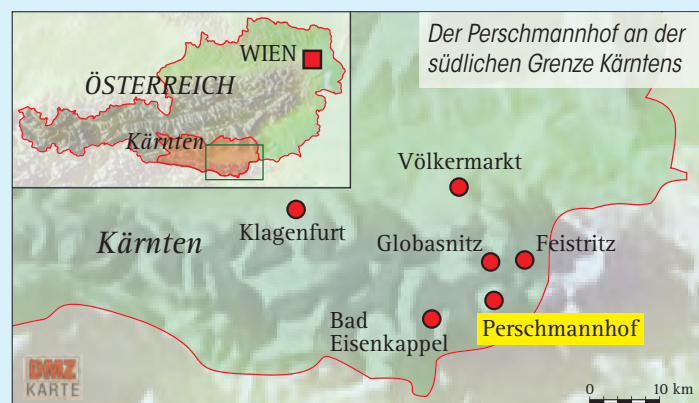 Der Perschmannhof an der
südlichen Grenze Kärntens
WIEN
ÖSTERREICH
Kärnten
Völkermarkt
Klagenfurt
Kärnten
Globasnitz
Feistritz
Bad
Eisenkappel
Perschmannhof
DMZ
KARTE
0 10 km